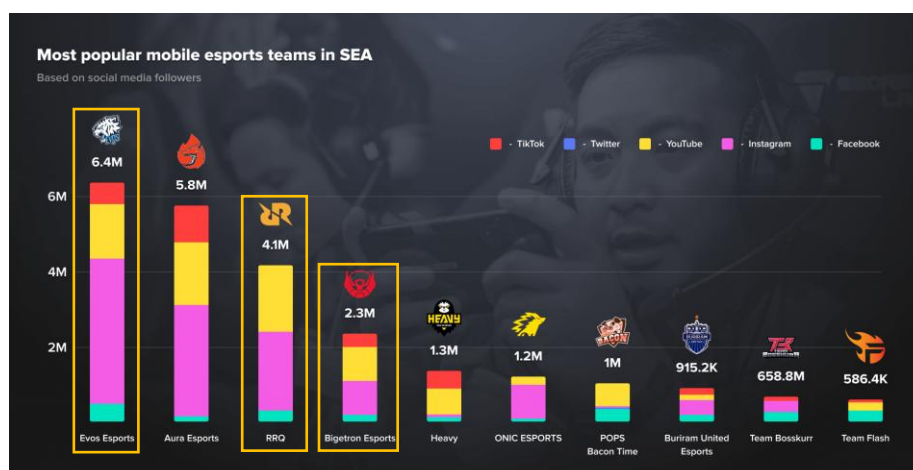 Most popular mobile esports teams in SEA
Based on social media followers
- TikTok - Twitter - YouTube - Instagram - Facebook
6M
4M
2M
6.4M
5.8M
4.1M
2.3M
1.3M
1.2M
1M
915.2K
658.8M
586.4K
HEAVY
BACON
Evos Esports
Aura Esports
RRQ
Bigetron Esports
Heavy
ONIC ESPORTS
POPS
Bacon Time
Buriram United
Esports
Team Bosskurr
Team Flash